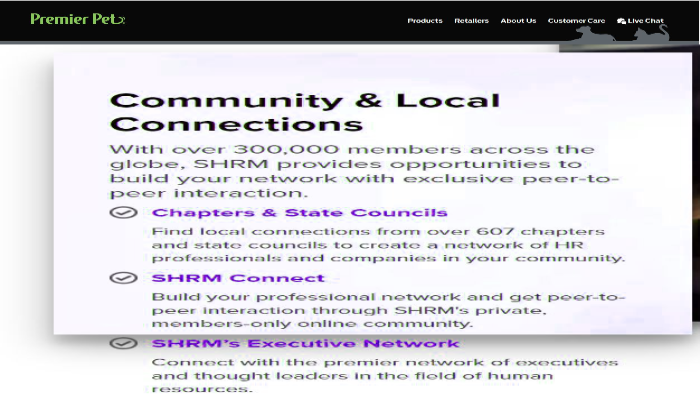 Premier Pet
Products Retailers About Us Customer Care Live Chat
Community & Local
Connections
With over 300,000 members across the
globe, SHRM provides opportunities to
build your network with exclusive peer-to-
peer interaction.
Chapters & State Councils
Find local connections from over 607 chapters
and state councils to create a network of HR
professionals and companies in your community.
SHRM Connect
Build your professional network and get peer-to-
peer interaction through SHRM's private,
members-only online community.
SHRM's Executive Network
Connect with the premier network of executives
and thought leaders in the field of human
resources.